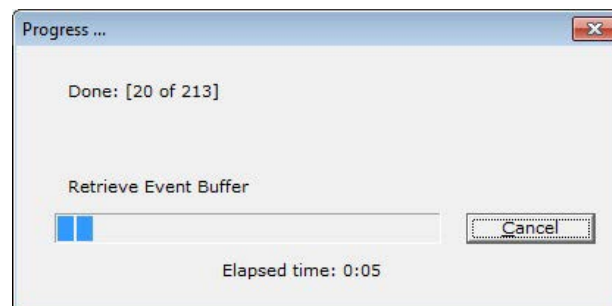 Progress ...
Done: [20 of 213]
Retrieve Event Buffer
Cancel
Elapsed time: 0:05